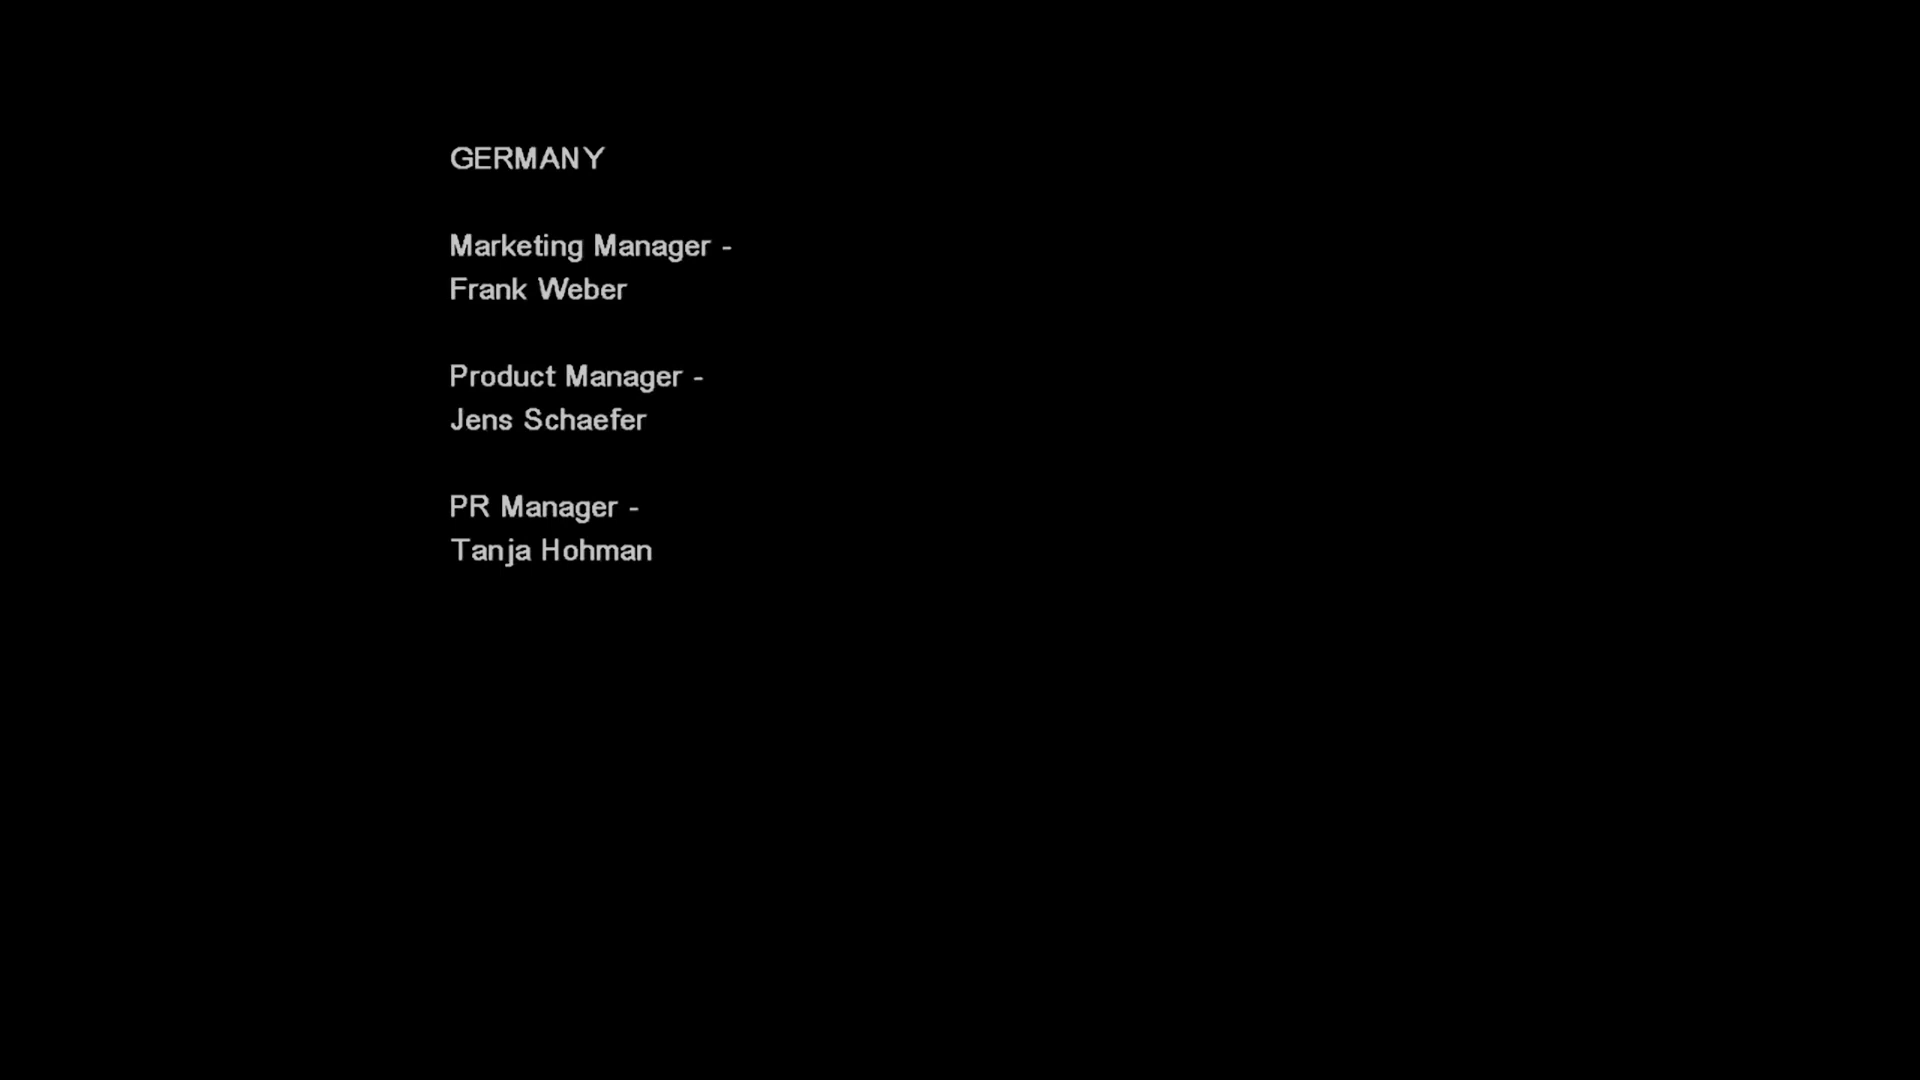 GERMANY
Marketing Manager -
Frank Weber
Product Manager -
Jens Schaefer
PR Manager -
Tanja Hohman